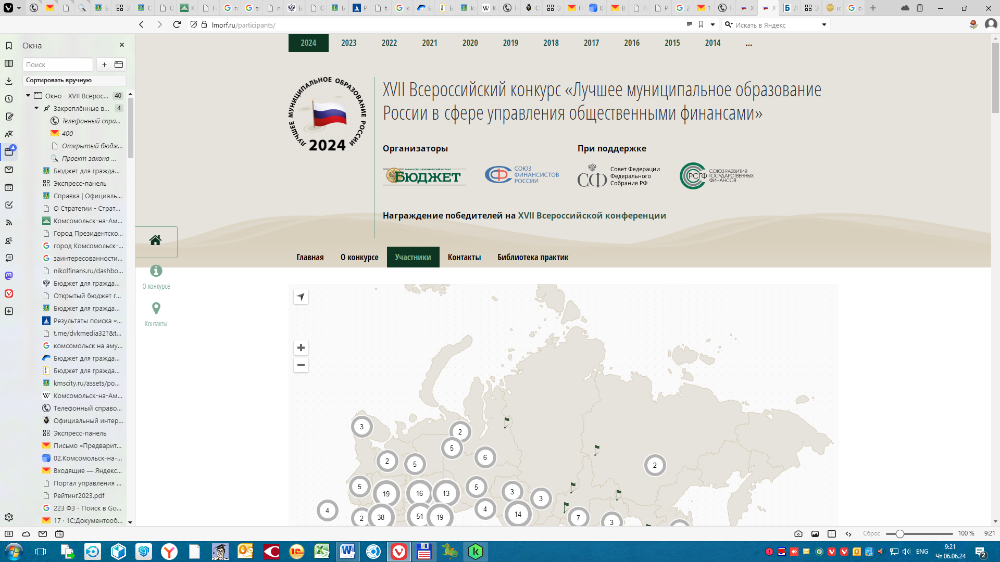 lmorf.ru/participants/
Искать в Яндекс
Окна
Поиск
Сортировать вручную
Окно - XVII Всерос... 40
Закреплённые в... 4
Телефонный спра...
400
Открытый бюдж...
Проект закона ...
Бюджет для гражда...
Экспресс-панель
Справка | Официаль...
О Стратегии - Страт...
Комсомольск-на-Ам...
Город Президентско...
город Комсомольск-...
заинтересованности...
nikolfinans.ru/dashbo...
Бюджет для гражда...
Открытый бюджет г...
Бюджет для гражда...
Результаты поиска «...
t.me/dvkmedia32?&t...
комсомольск на аму...
Бюджет для гражда...
Бюджет для гражда...
kmscity.ru/assets/po...
Комсомольск-на-Ам...
Телефонный справо...
Официальный интер...
Экспресс-панель
Письмо «Предварит...
02.Комсомольск-на-...
Входящие — Яндекс...
Портал управления ...
Рейтинг2023.pdf
223 ФЗ - Поиск в Go...
17 · 1С:Документооб...
2024 2023 2022 2021 2020 2019 2018 2017 2016 2015 2014 ...
ЛУЧШЕЕ МУНИЦИПАЛЬНОЕ ОБРАЗОВАНИЕ РОССИИ
2024
XVII Всероссийский конкурс «Лучшее муниципальное образование
России в сфере управления общественными финансами»
Организаторы
При поддержке
ФИНАНСОВО-ЭКОНОМИЧЕСКИЙ ЖУРНАЛ
БЮДЖЕТ
СОЮЗ
ФИНАНСИСТОВ
РОССИИ
СФ
Совет Федерации
Федерального
Собрания РФ
РСГФ
СОЮЗ РАЗВИТИЯ
ГОСУДАРСТВЕННЫХ
ФИНАНСОВ
Награждение победителей на XVII Всероссийской конференции
Главная О конкурсе Участники Контакты Библиотека практик
О конкурсе
Контакты
3
2
5
6
2
5
2
5
19
16
13
5
3
3
4
2
38
51
19
4
14
7
3
Сброс
100 %
9:21
ENG
9:21
Чт 06.06.24
2